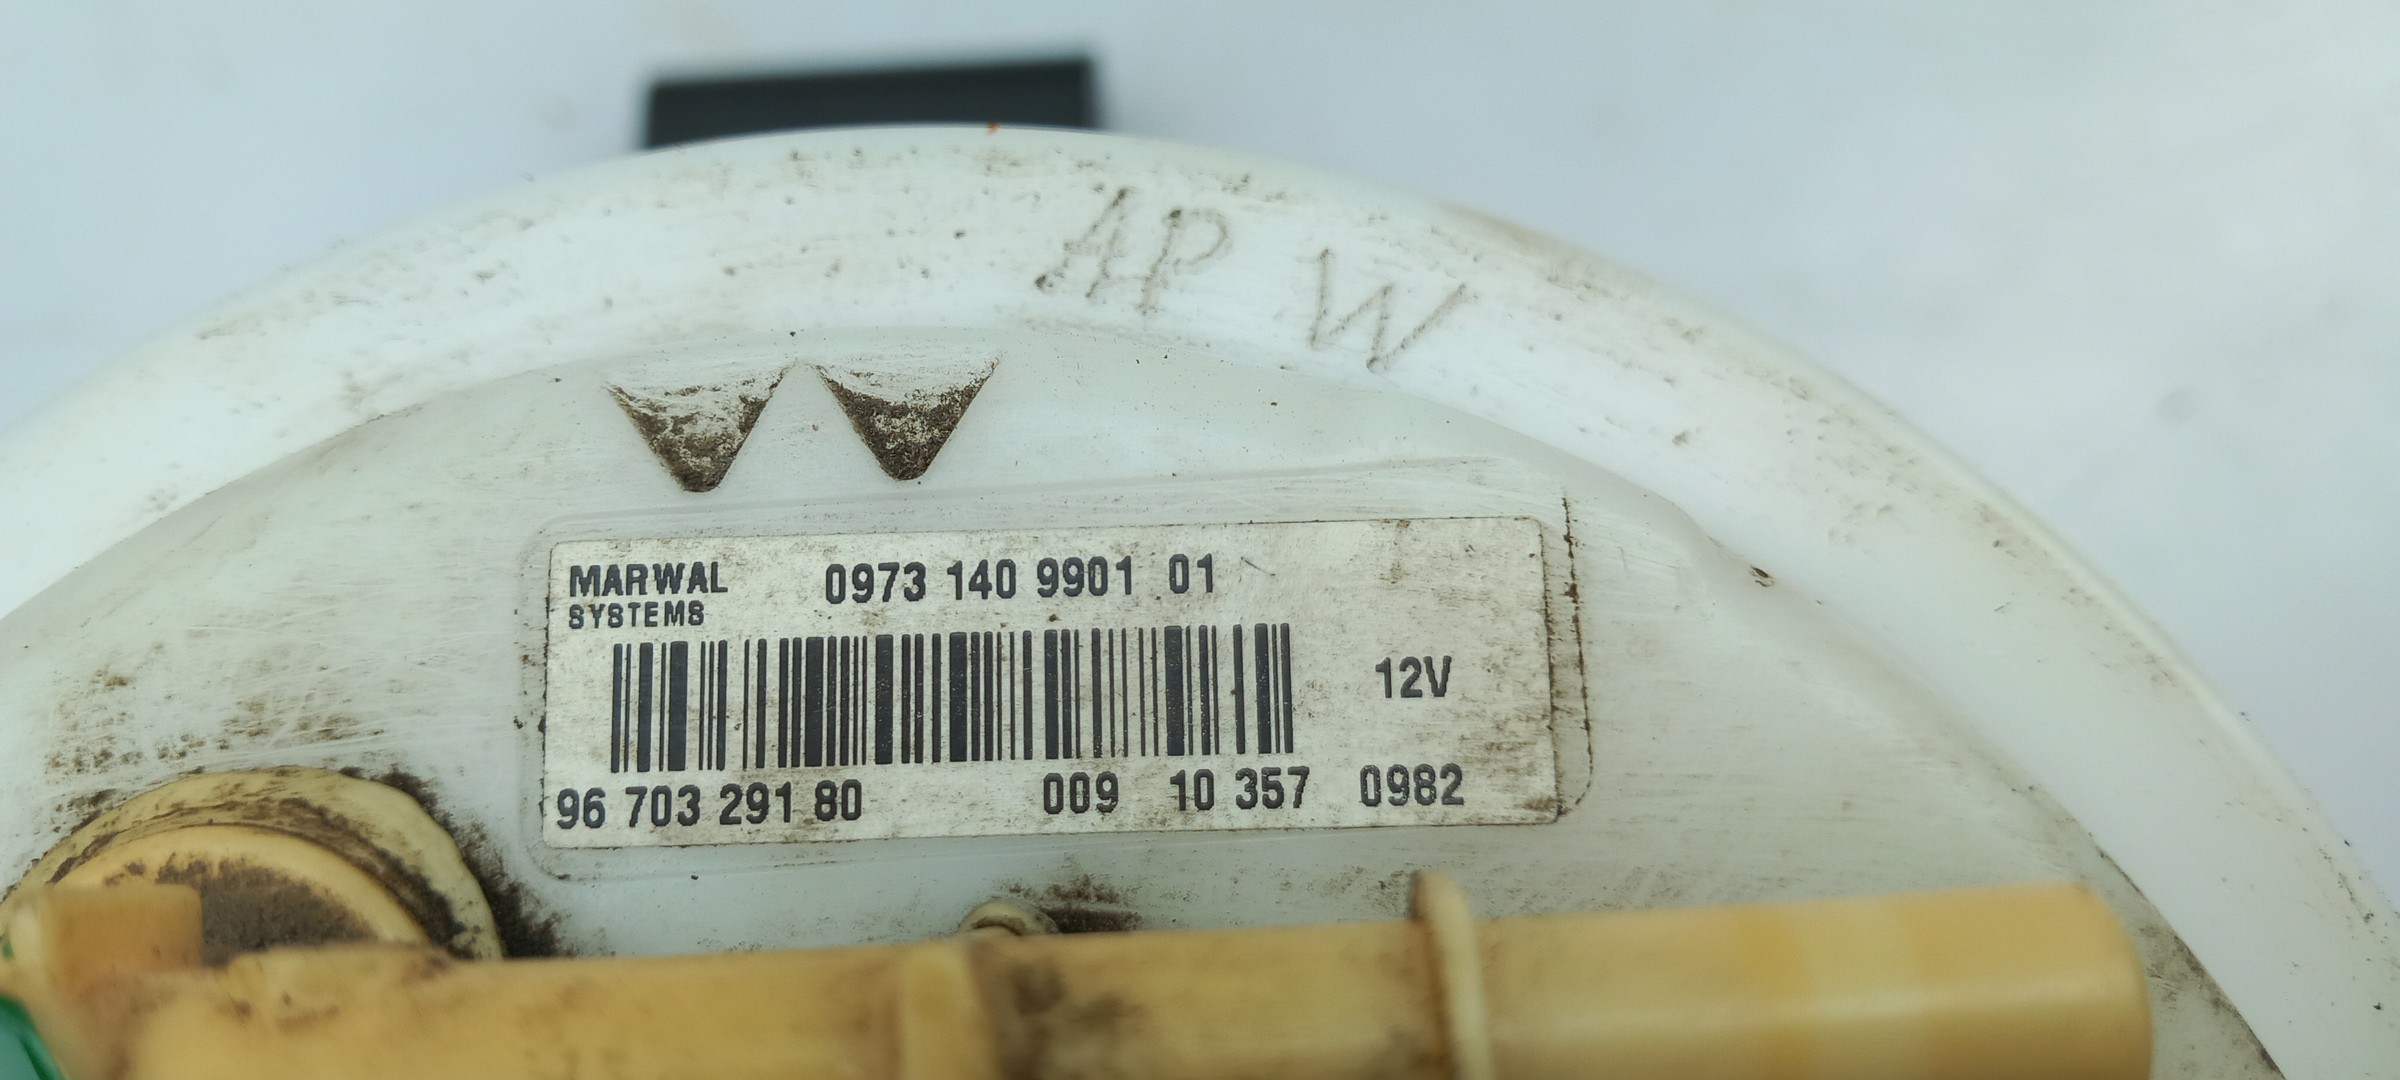 AP W
MARWAL 0973 140 9901 01
SYSTEMS
12V
96 703 291 80 009 10 357 0982